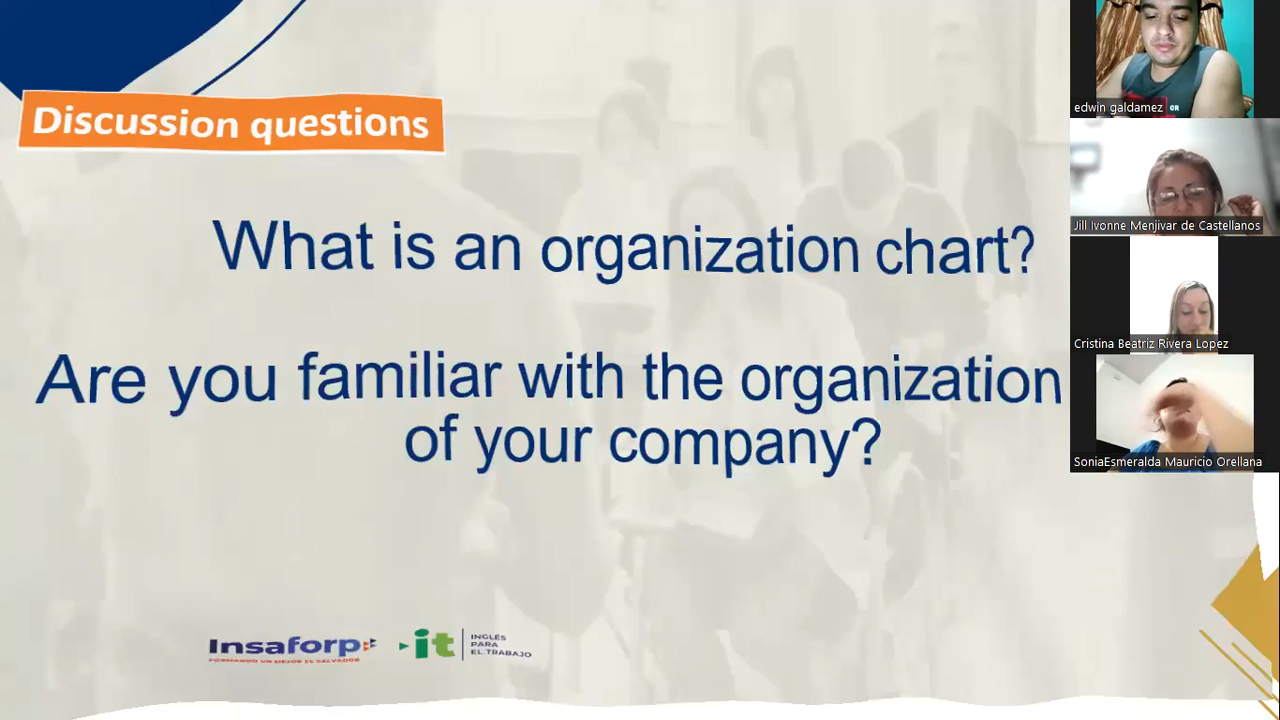 Discussion questions
What is an organization chart?
Are you familiar with the organization
of your company?
Insaforp
FORMANDO UN MEJOR EL SALVADOR
it
INGLÉS
PARA
EL TRABAJO
edwin galdamez
CR
Jill Ivonne Menjivar de Castellanos
Cristina Beatriz Rivera Lopez
SoniaEsmeralda Mauricio Orellana